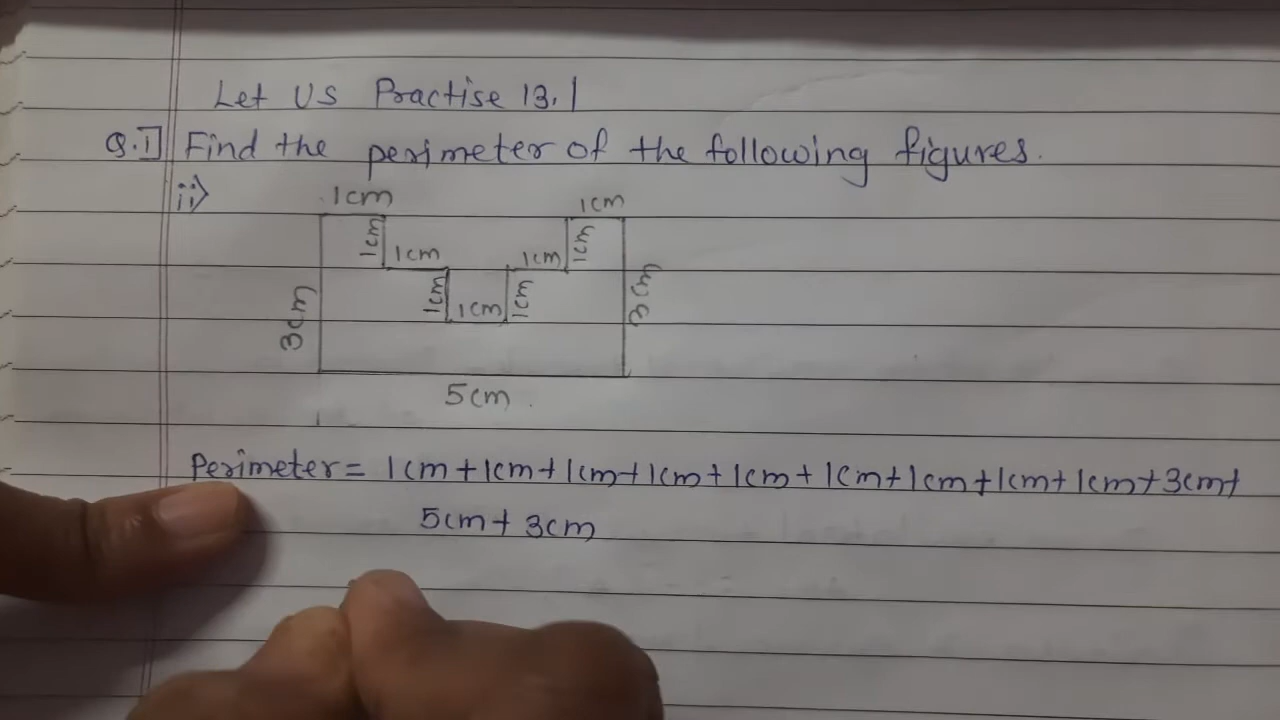 Let Us Practise 13.1
Q.I] Find the perimeter of the following figures.
ii>
1cm 1cm
1cm 1cm 1cm 1cm
3cm 1cm 1cm 1cm 3cm
5cm
Perimeter = 1cm + 1cm + 1cm + 1cm + 1cm + 1cm + 1cm + 1cm + 1cm + 3cm +
5cm + 3cm